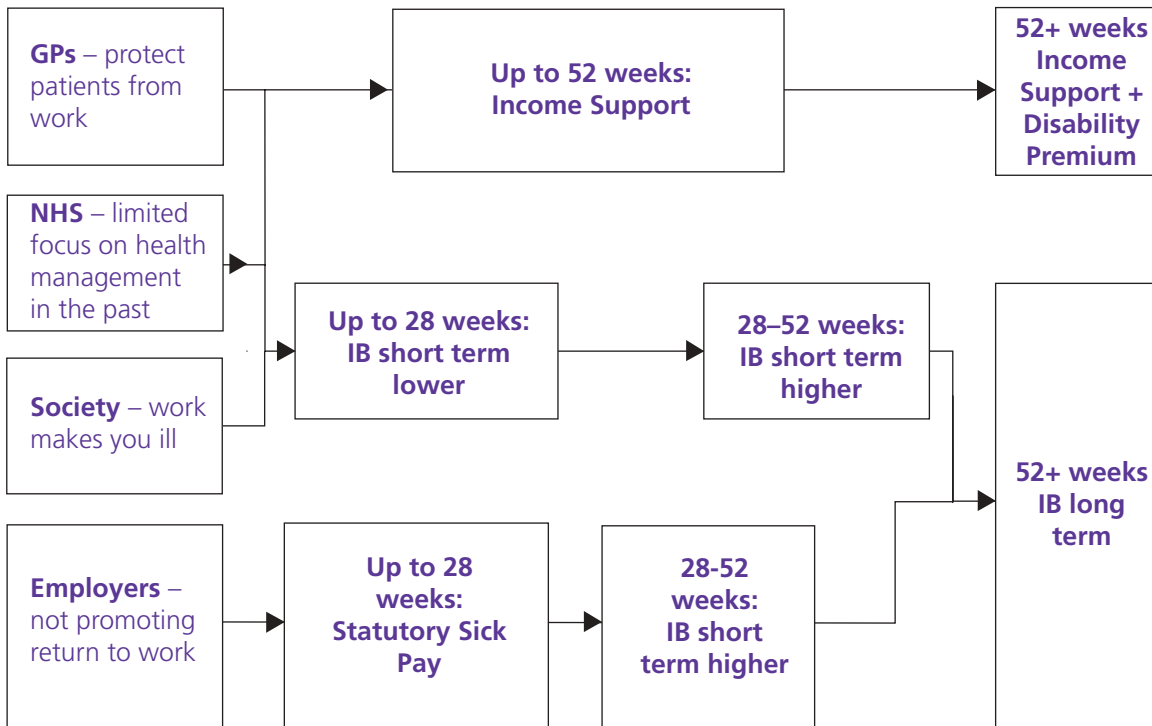 GPs – protect
patients from
work
Up to 52 weeks:
Income Support
52+ weeks
Income
Support +
Disability
Premium
NHS – limited
focus on health
management
in the past
Up to 28 weeks:
IB short term
lower
28–52 weeks:
IB short term
higher
Society – work
makes you ill
52+ weeks
IB long
term
Employers –
not promoting
return to work
Up to 28
weeks:
Statutory Sick
Pay
28-52
weeks:
IB short
term higher